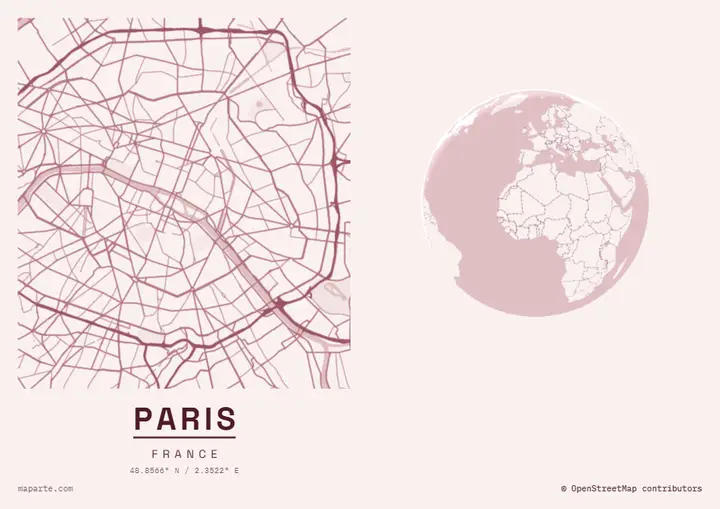 PARIS
FRANCE
48.8566° N / 2.3522° E
maparte.com
© OpenStreetMap contributors